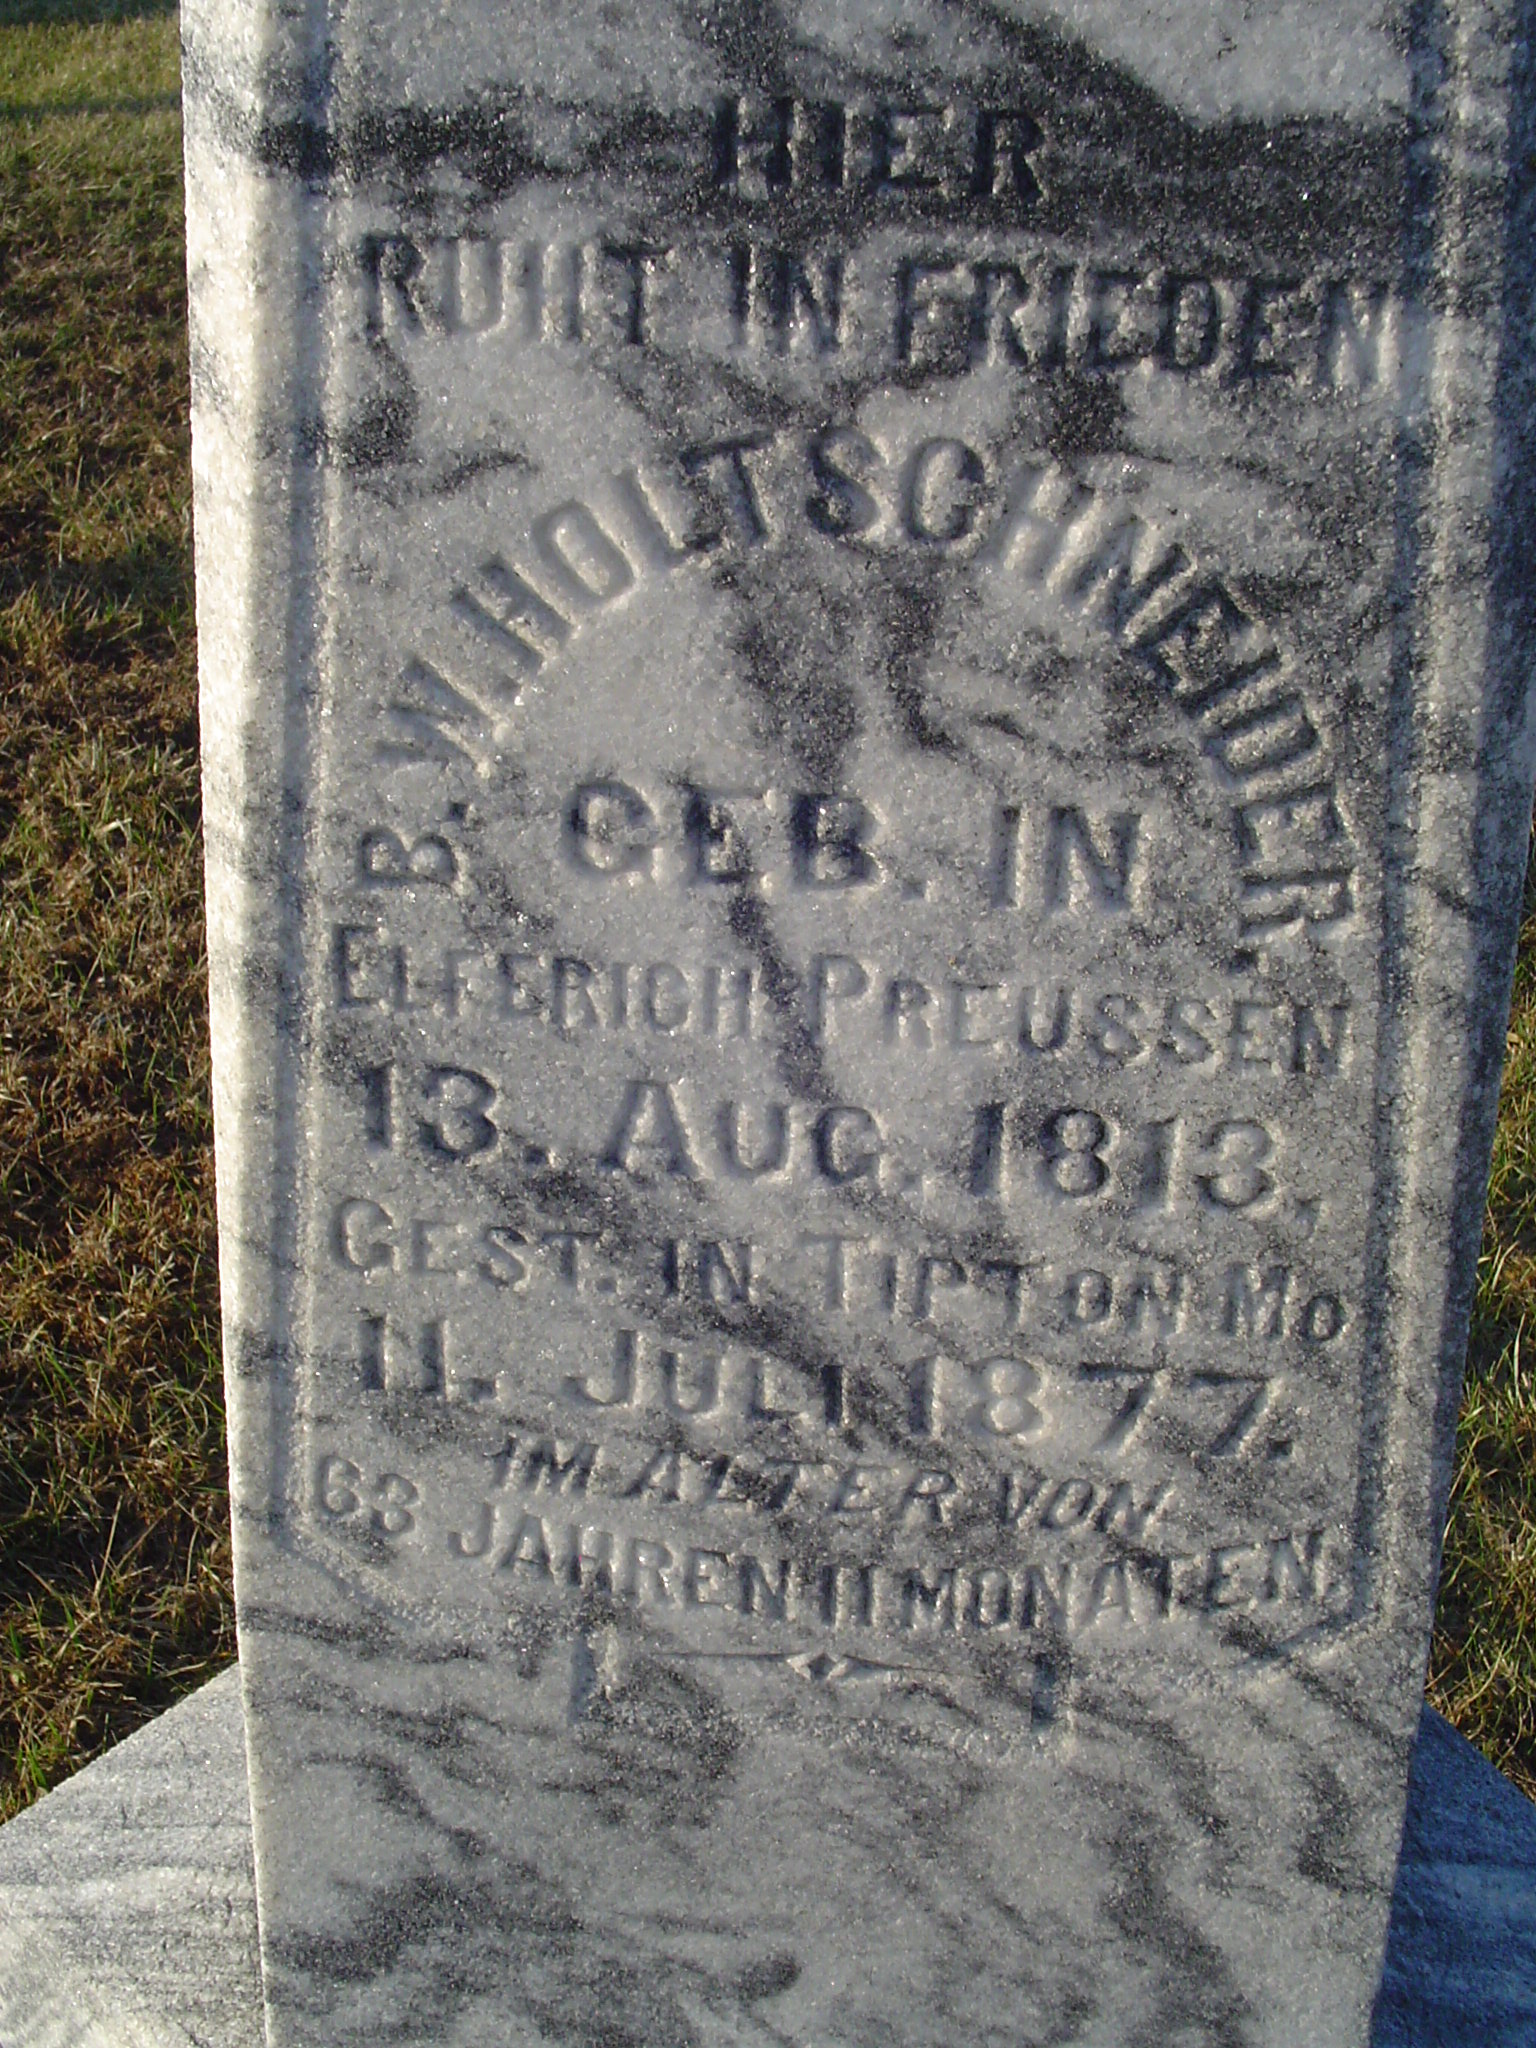 HIER
RUHT IN FRIEDEN
B. W. HOLTSCHNEIDER.
GEB. IN
ELFERICH PREUSSEN
13. AUG. 1813,
GEST. IN TIPTON MO
11. JULI, 1877.
IM ALTER VON
63 JAHREN 11 MONATEN.